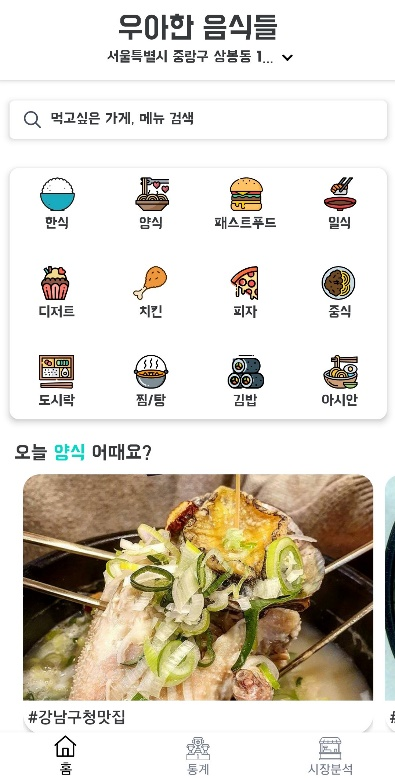 우아한 음식들
서울특별시 중랑구 상봉동 1...
먹고싶은 가게, 메뉴 검색
한식 양식 패스트푸드 일식
디저트 치킨 피자 중식
도시락 찜/탕 김밥 아시안
오늘 양식 어때요?
#강남구청맛집 #
홈 통계 시장분석